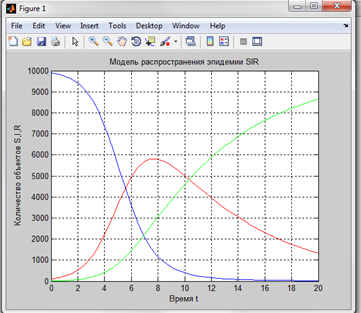 Figure 1
File Edit View Insert Tools Desktop Window Help
Модель распространения эпидемии SIR
Количество объектов S,I,R
10000
9000
8000
7000
6000
5000
4000
3000
2000
1000
0
0 2 4 6 8 10 12 14 16 18 20
Время t